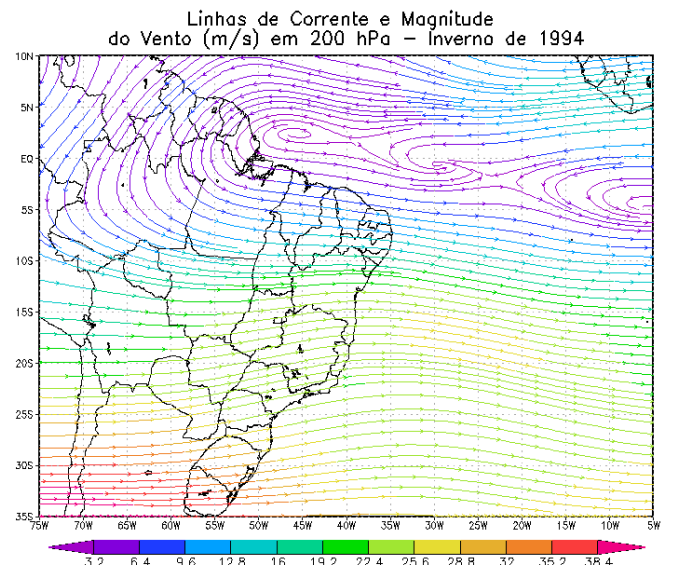 Linhas de Corrente e Magnitude
do Vento (m/s) em 200 hPa – Inverno de 1994
10N
5N
EQ
5S
10S
15S
20S
25S
30S
35S
75W 70W 65W 60W 55W 50W 45W 40W 35W 30W 25W 20W 15W 10W 5W
3.2 6.4 9.6 12.8 16 19.2 22.4 25.6 28.8 32 35.2 38.4